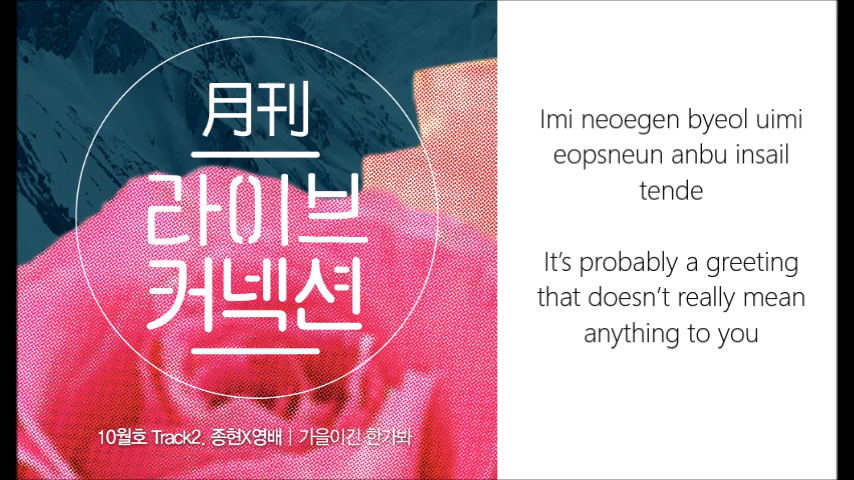 月刊
라이브
커넥션
10월호 Track2. 종현X영배 | 가을이긴 한가봐
Imi neoegen byeol uimi
eopsneun anbu insail
tende
It's probably a greeting
that doesn't really mean
anything to you